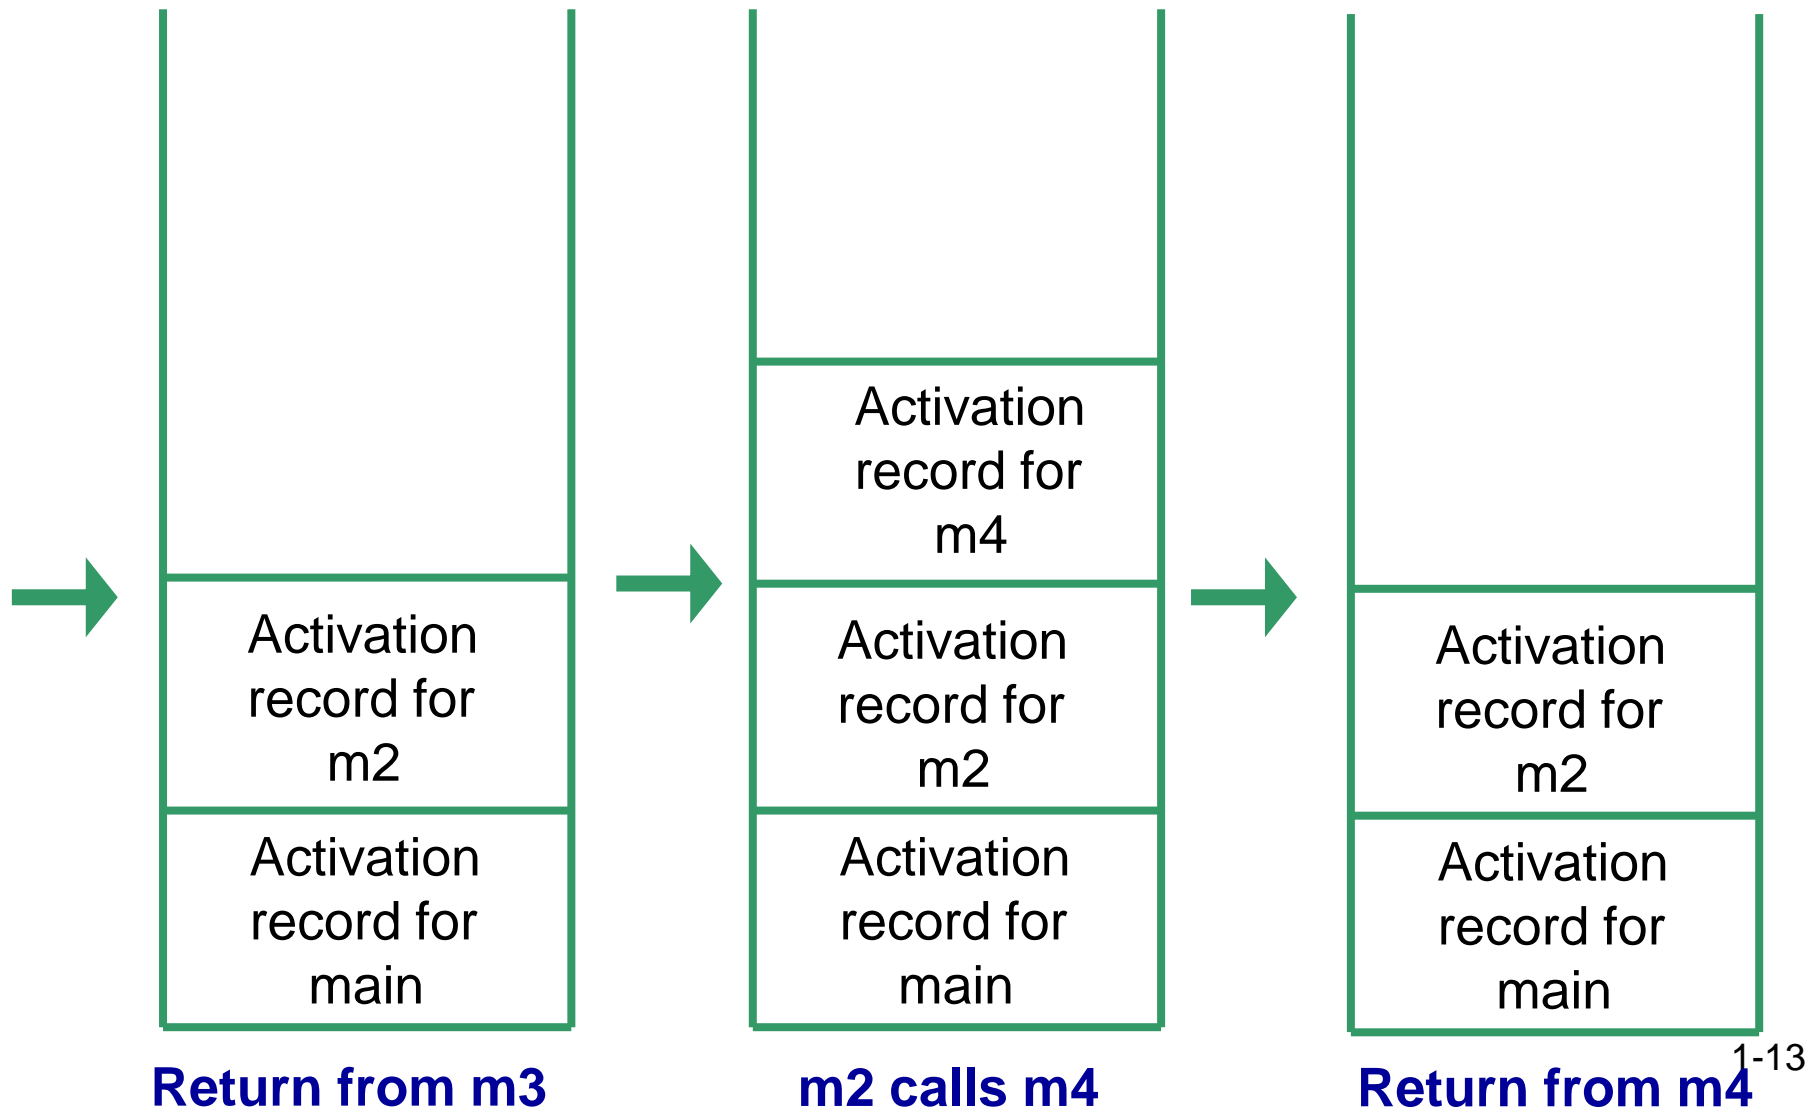 Activation
record for
m2
Activation
record for
main
Return from m3
Activation
record for
m4
Activation
record for
m2
Activation
record for
main
m2 calls m4
Activation
record for
m2
Activation
record for
main
Return from m4
1-13